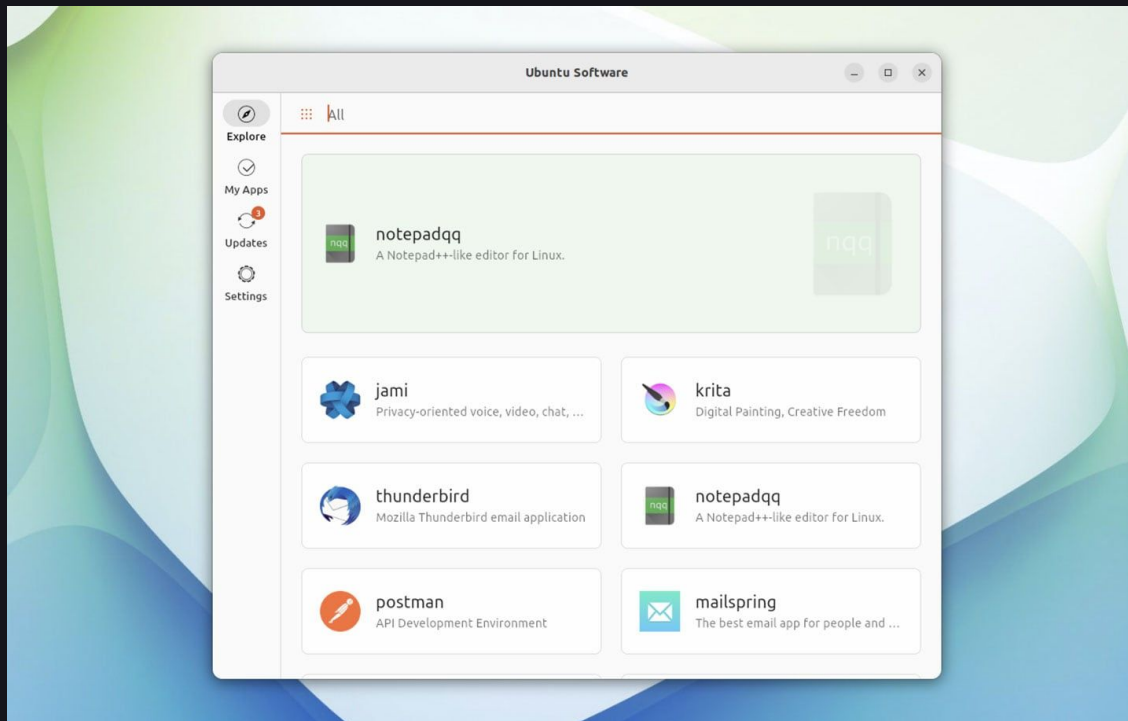 Ubuntu Software
Explore
My Apps
3
Updates
Settings
All
nqq
notepadqq
A Notepad++-like editor for Linux.
nqq
jami
Privacy-oriented voice, video, chat, ...
krita
Digital Painting, Creative Freedom
thunderbird
Mozilla Thunderbird email application
nqq
notepadqq
A Notepad++-like editor for Linux.
postman
API Development Environment
mailspring
The best email app for people and ...